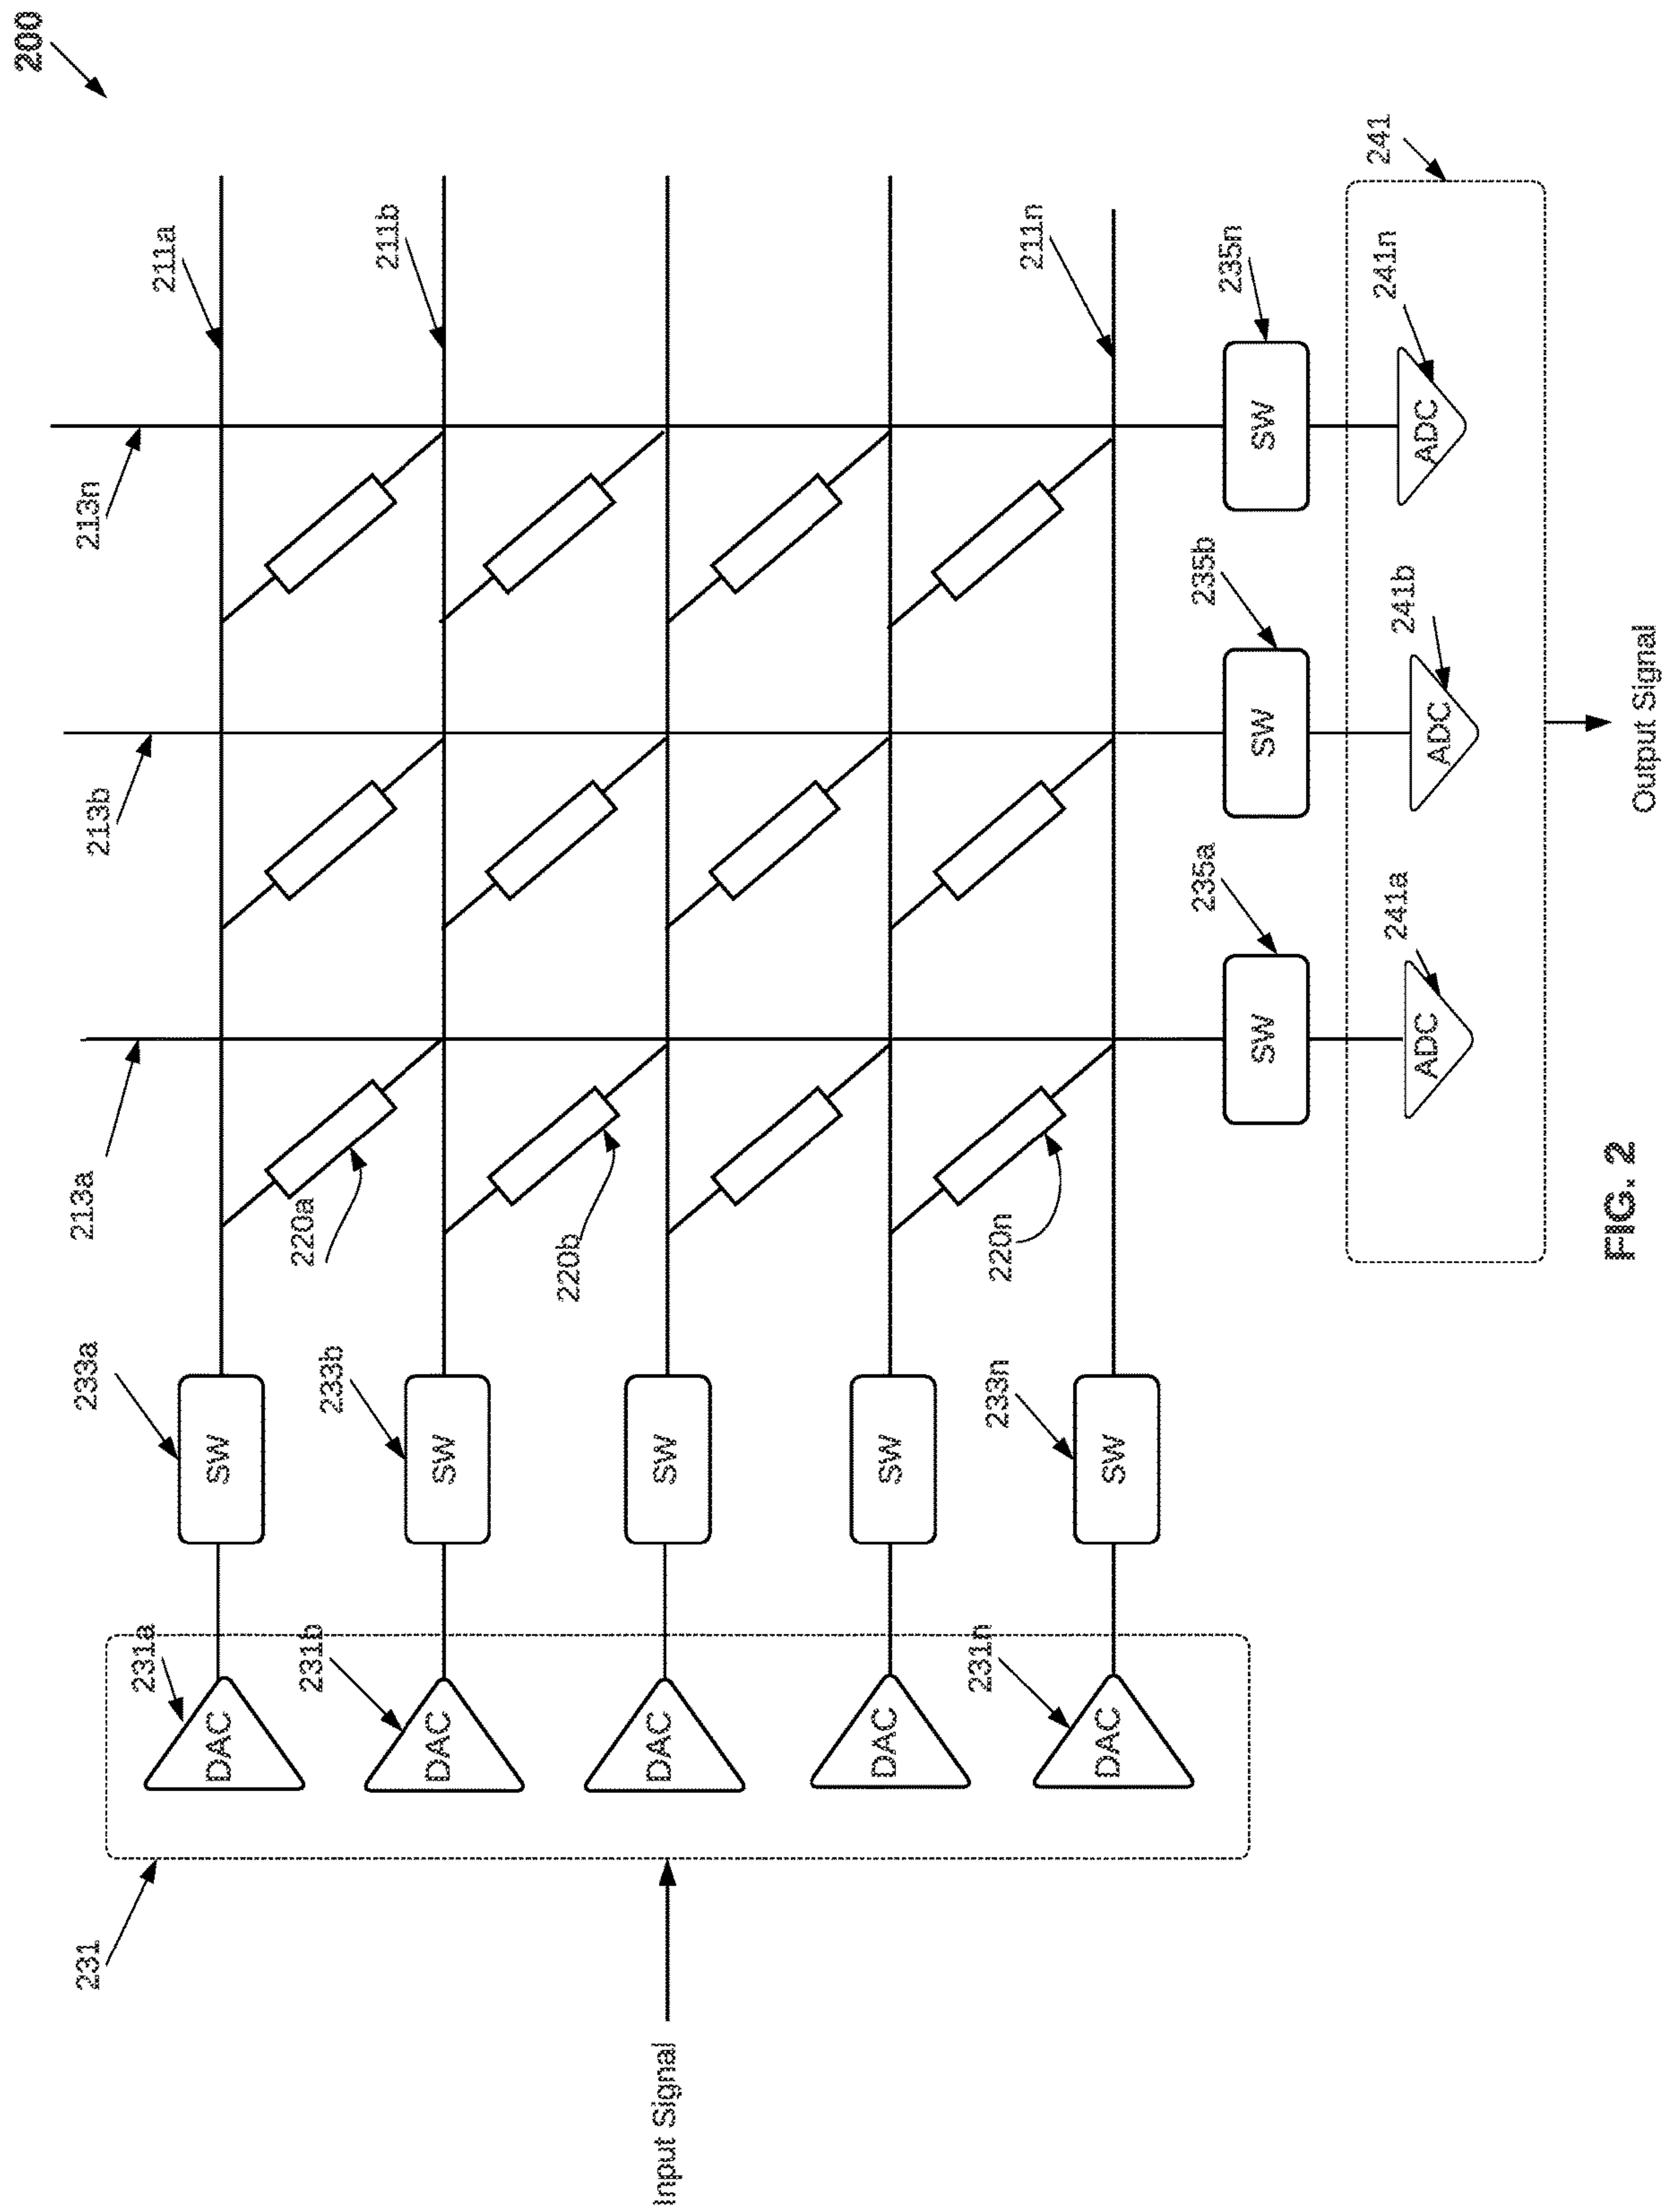 200
231
Input Signal
231a
DAC
231b
DAC
DAC
DAC
231n
DAC
233a
SW
233b
SW
SW
SW
233n
SW
213a
213b
213n
211a
211b
211n
220a
220b
220n
235a
SW
235b
SW
235n
SW
241
241a
ADC
241b
ADC
241n
ADC
Output Signal
FIG. 2